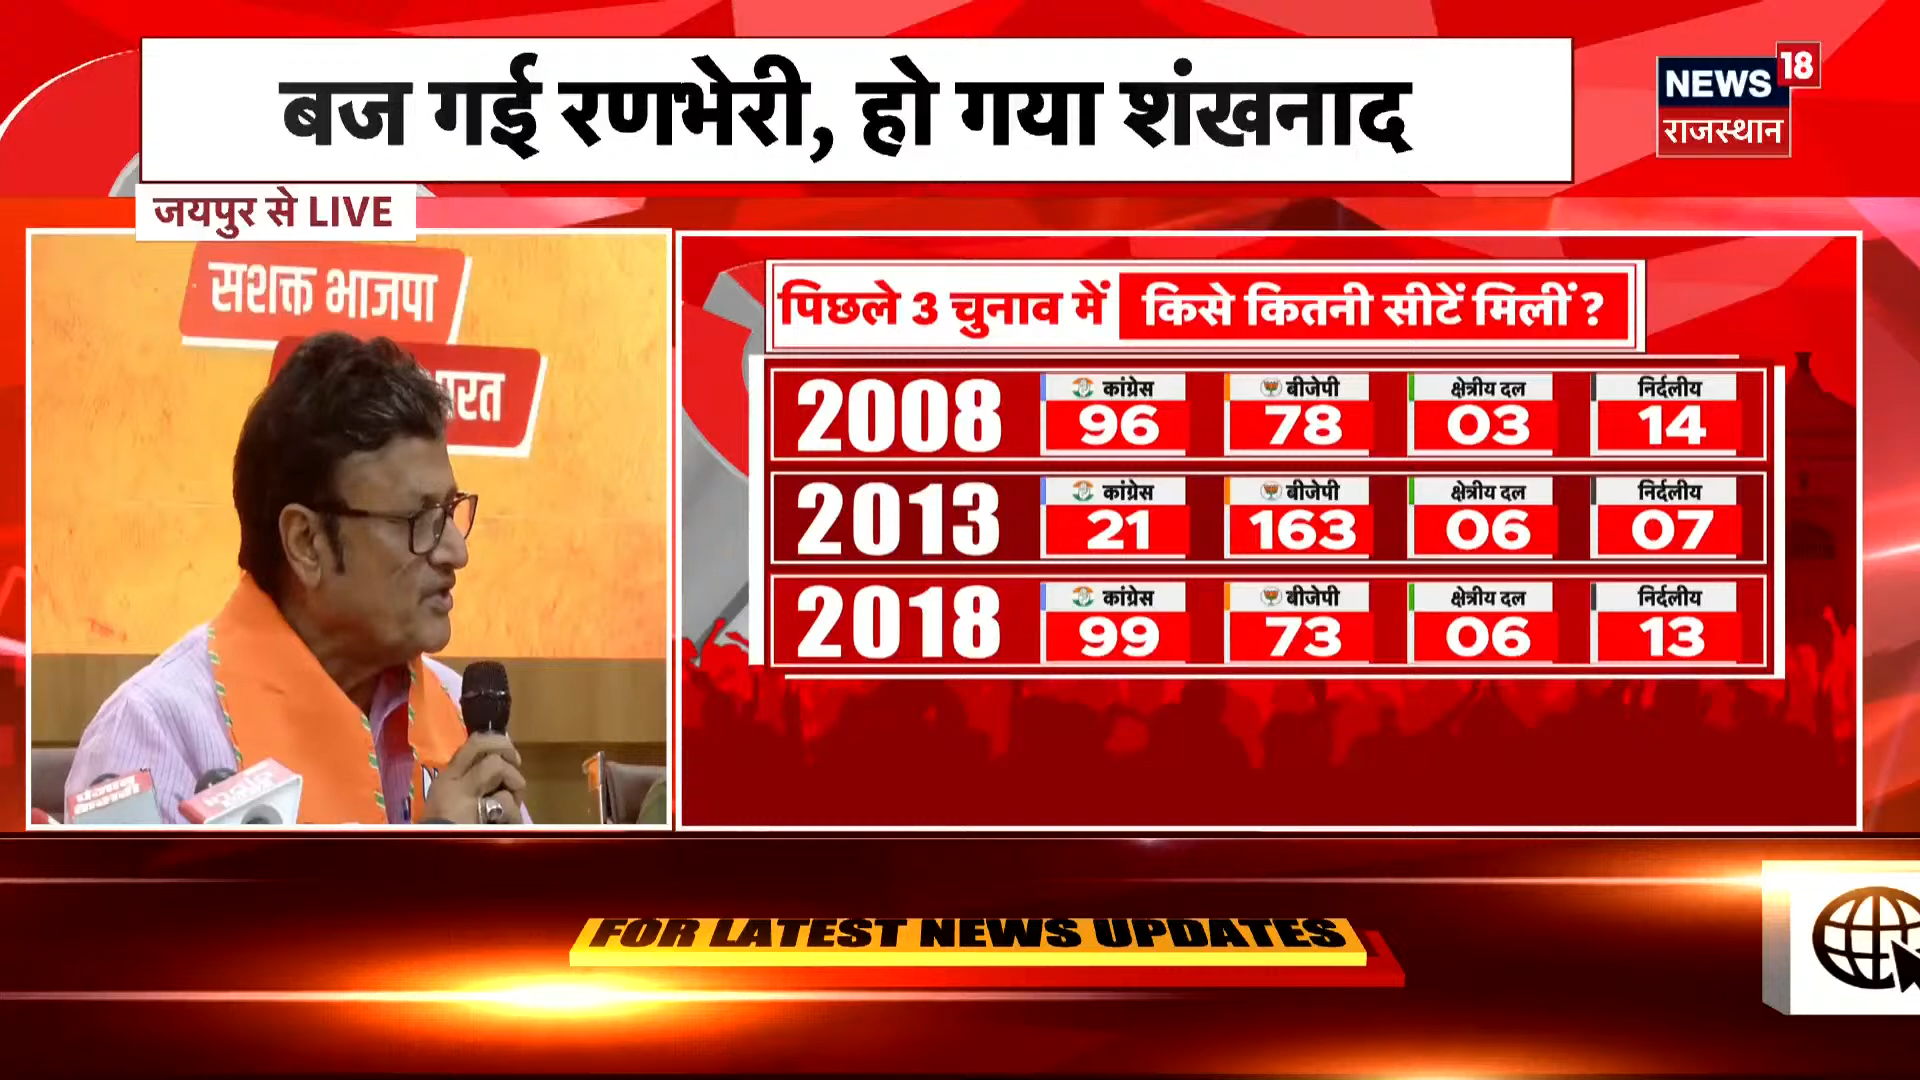 बज गई रणभेरी, हो गया शंखनाद
NEWS 18
राजस्थान
जयपुर से LIVE
सशक्त भाजपा
रत
पिछले 3 चुनाव में किसे कितनी सीटें मिलीं ?
2008 कांग्रेस 96 बीजेपी 78 क्षेत्रीय दल 03 निर्दलीय 14
2013 कांग्रेस 21 बीजेपी 163 क्षेत्रीय दल 06 निर्दलीय 07
2018 कांग्रेस 99 बीजेपी 73 क्षेत्रीय दल 06 निर्दलीय 13
FOR LATEST NEWS UPDATES